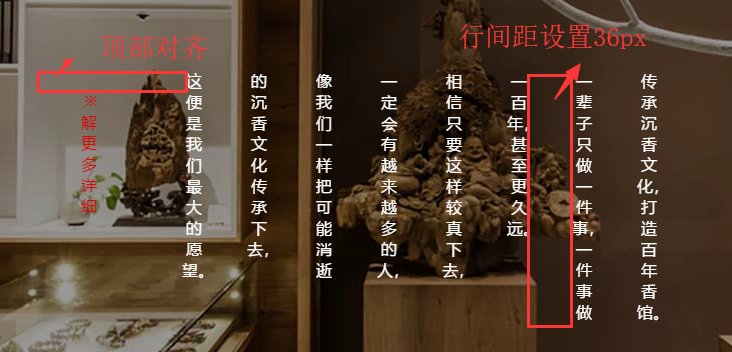 顶部对齐
行间距设置36px
传承沉香文化,打造百年香馆。
一辈子只做一件事,一件事做
一百年,甚至更久远。
相信只要这样较真下去,
一定会有越来越多的人,
像我们一样把可能消逝
的沉香文化传承下去,
这便是我们最大的愿望。
※解更多详细